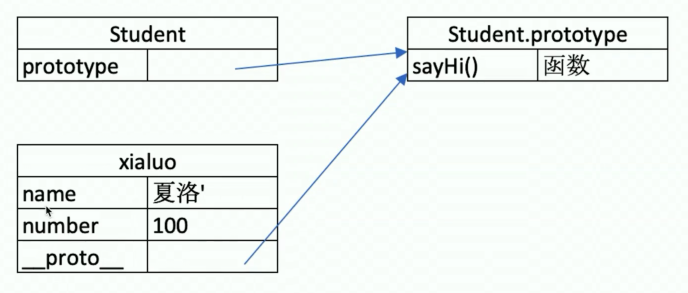 Student
prototype
Student.prototype
sayHi() 函数
xialuo
name 夏洛'
number 100
__proto__